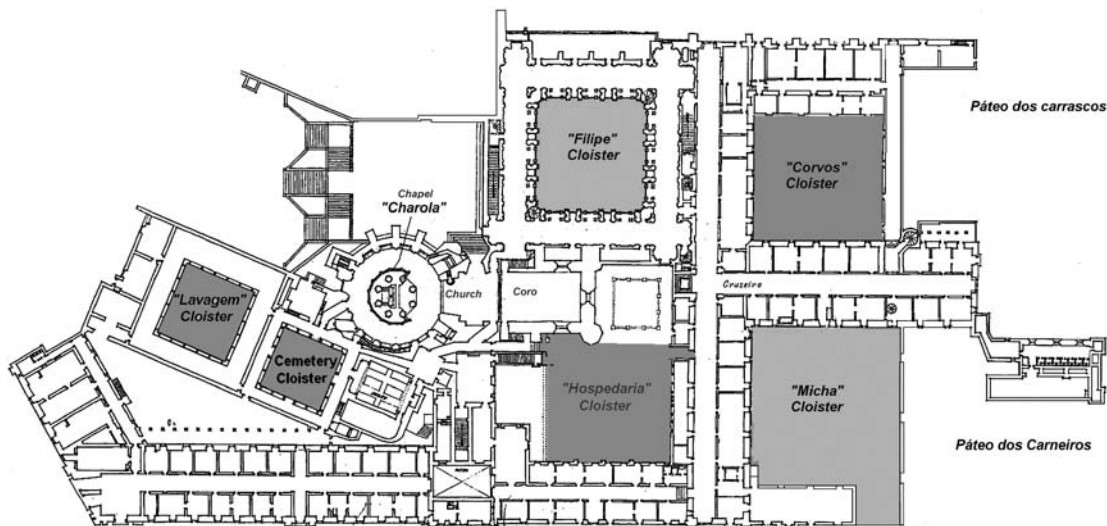 Páteo dos carrascos
"Filipe"
Cloister
"Corvos"
Cloister
Chapel
"Charola"
"Lavagem"
Cloister
Church
Coro
Cruzeiro
Cemetery
Cloister
"Hospedaria"
Cloister
"Micha"
Cloister
Páteo dos Carneiros